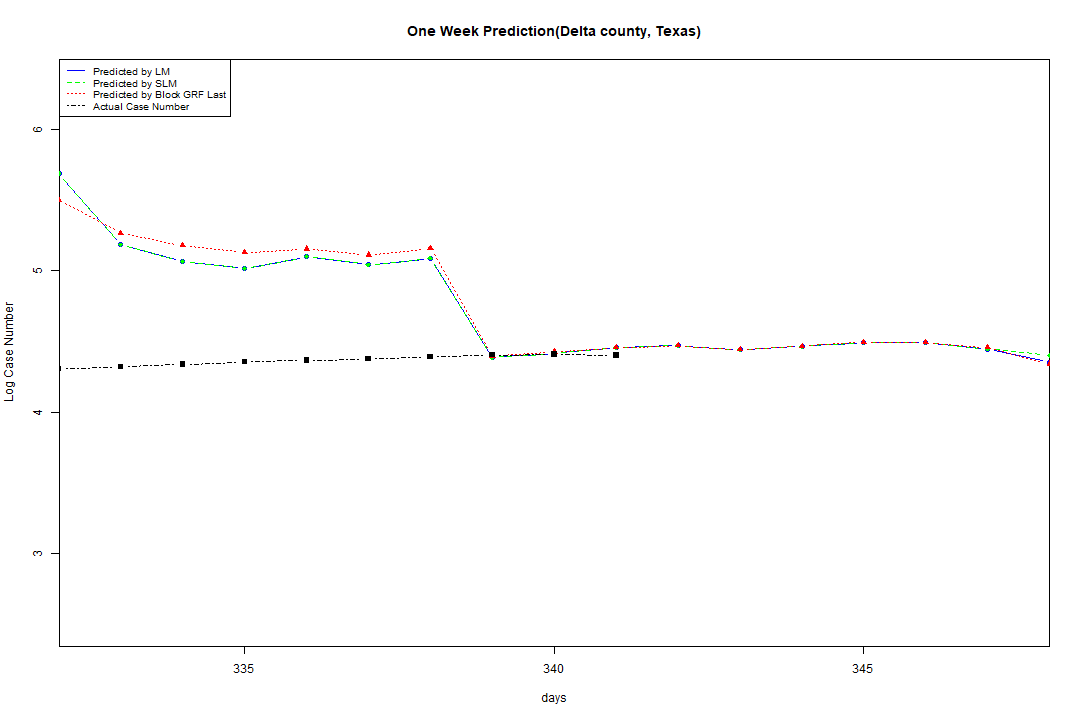 One Week Prediction(Delta county, Texas)
Predicted by LM
Predicted by SLM
Predicted by Block GRF Last
Actual Case Number
6
5
4
3
Log Case Number
335 340 345
days